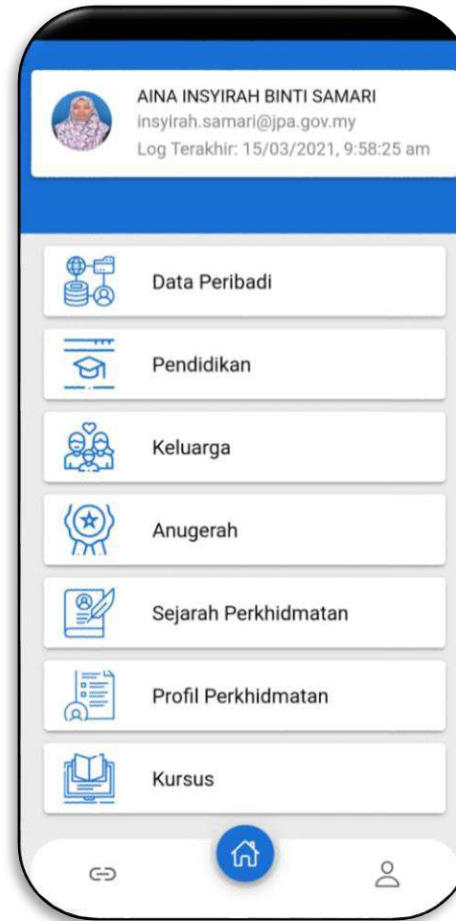 AINA INSYIRAH BINTI SAMARI
insyirah.samari@jpa.gov.my
Log Terakhir: 15/03/2021, 9:58:25 am
Data Peribadi
Pendidikan
Keluarga
Anugerah
Sejarah Perkhidmatan
Profil Perkhidmatan
Kursus